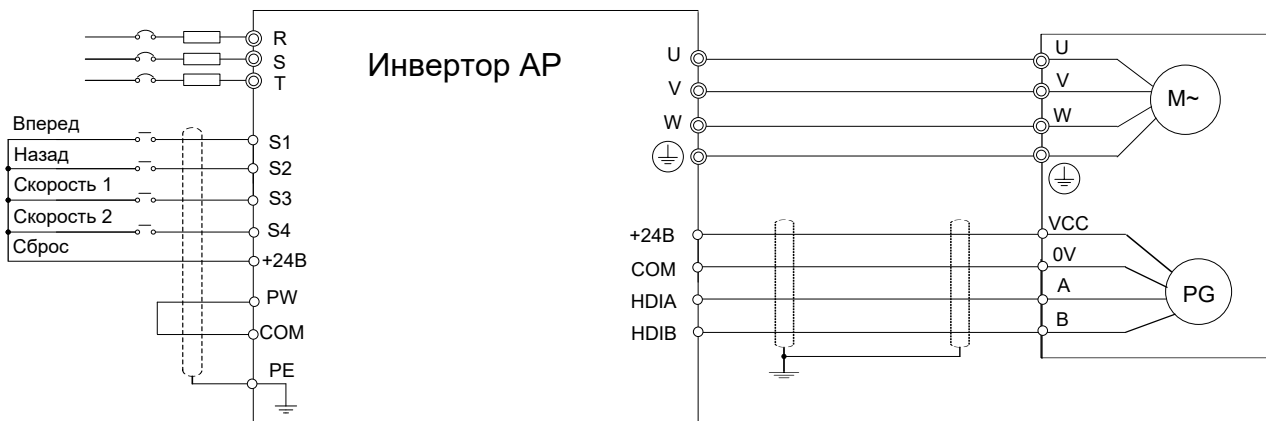 R
S
T
Инвертор АР
Вперед
Назад
Скорость 1
Скорость 2
Сброс
S1
S2
S3
S4
+24В
PW
COM
PE
U
V
W
+24В
COM
HDIA
HDIB
U
V
W
M~
VCC
0V
A
B
PG